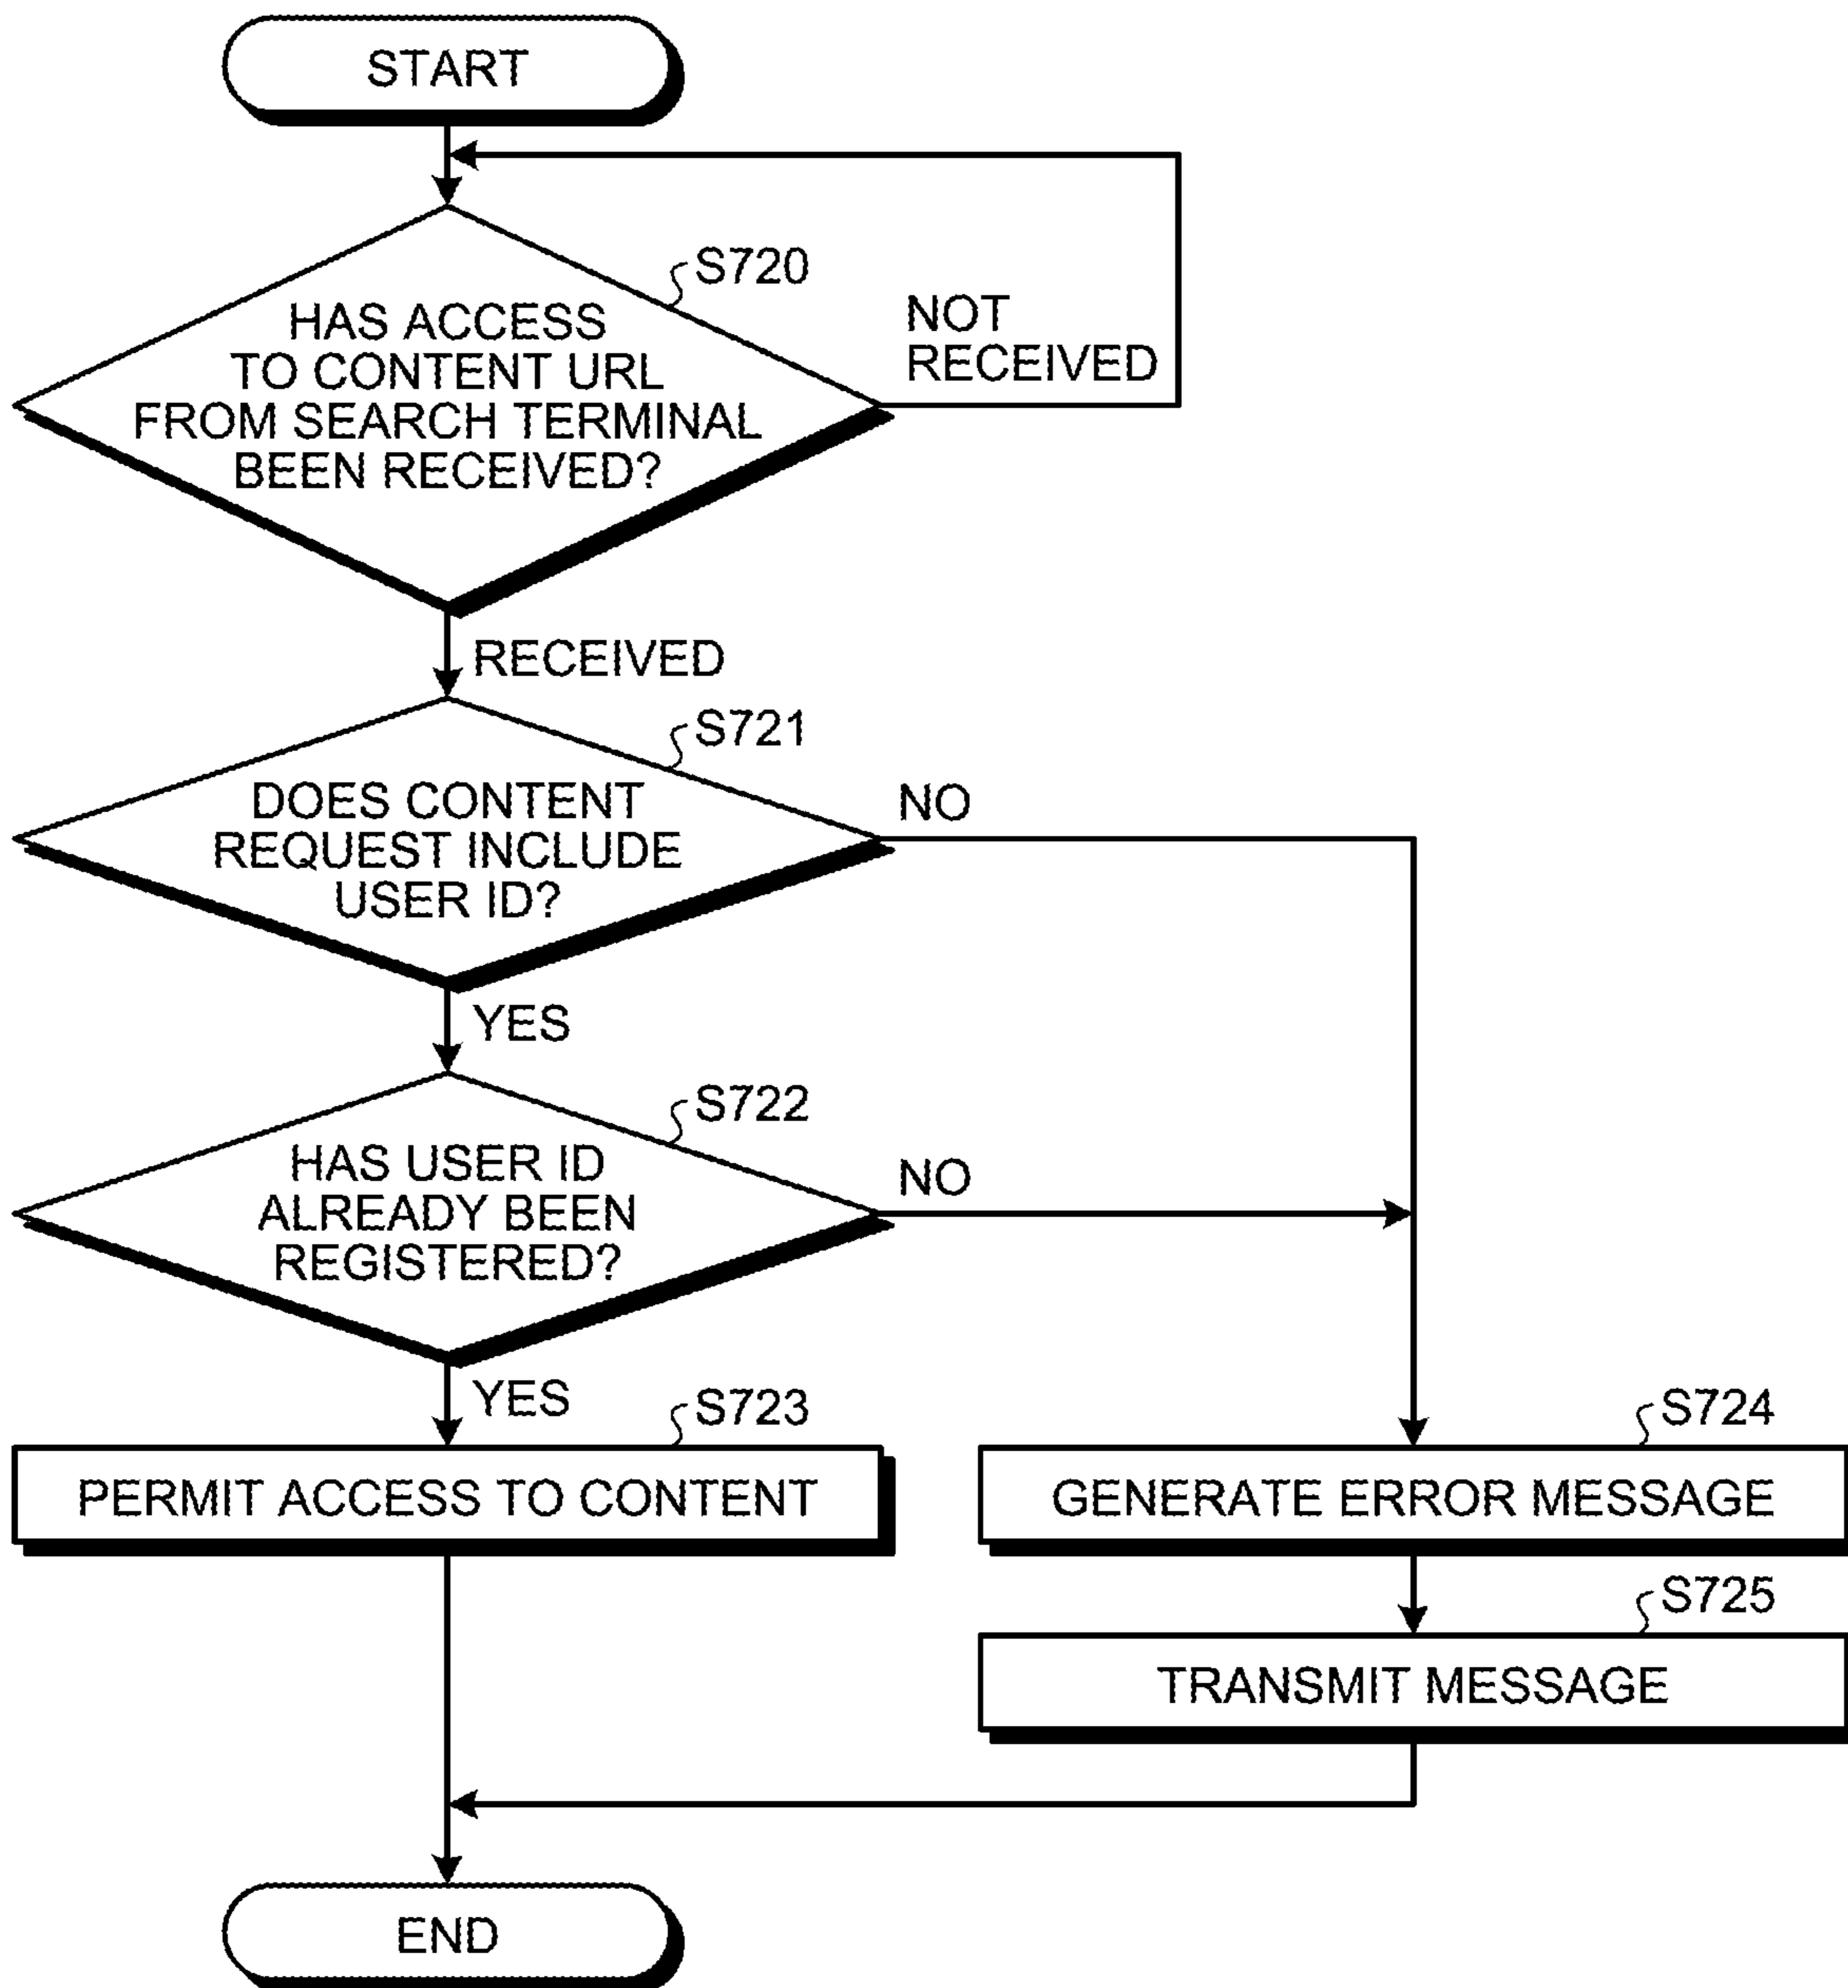 START
S720
HAS ACCESS
TO CONTENT URL
FROM SEARCH TERMINAL
BEEN RECEIVED?
NOT
RECEIVED
RECEIVED
S721
DOES CONTENT
REQUEST INCLUDE
USER ID?
NO
YES
S722
HAS USER ID
ALREADY BEEN
REGISTERED?
NO
YES
S723
PERMIT ACCESS TO CONTENT
S724
GENERATE ERROR MESSAGE
S725
TRANSMIT MESSAGE
END